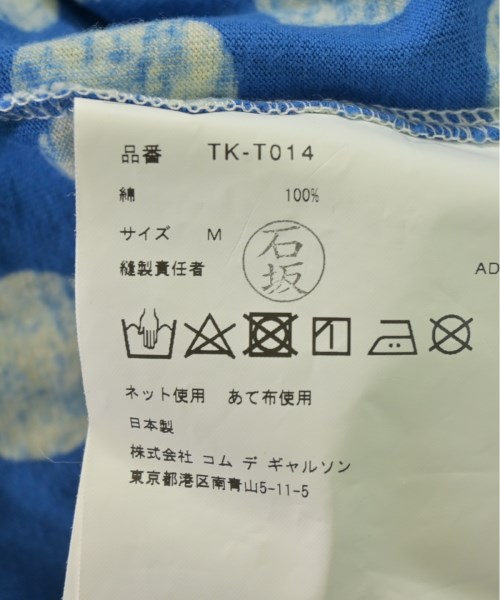 品番 TK-T014
綿 100%
サイズ M
石坂
縫製責任者
AD
ネット使用 あて布使用
日本製
株式会社 コム デ ギャルソン
東京都港区南青山5-11-5